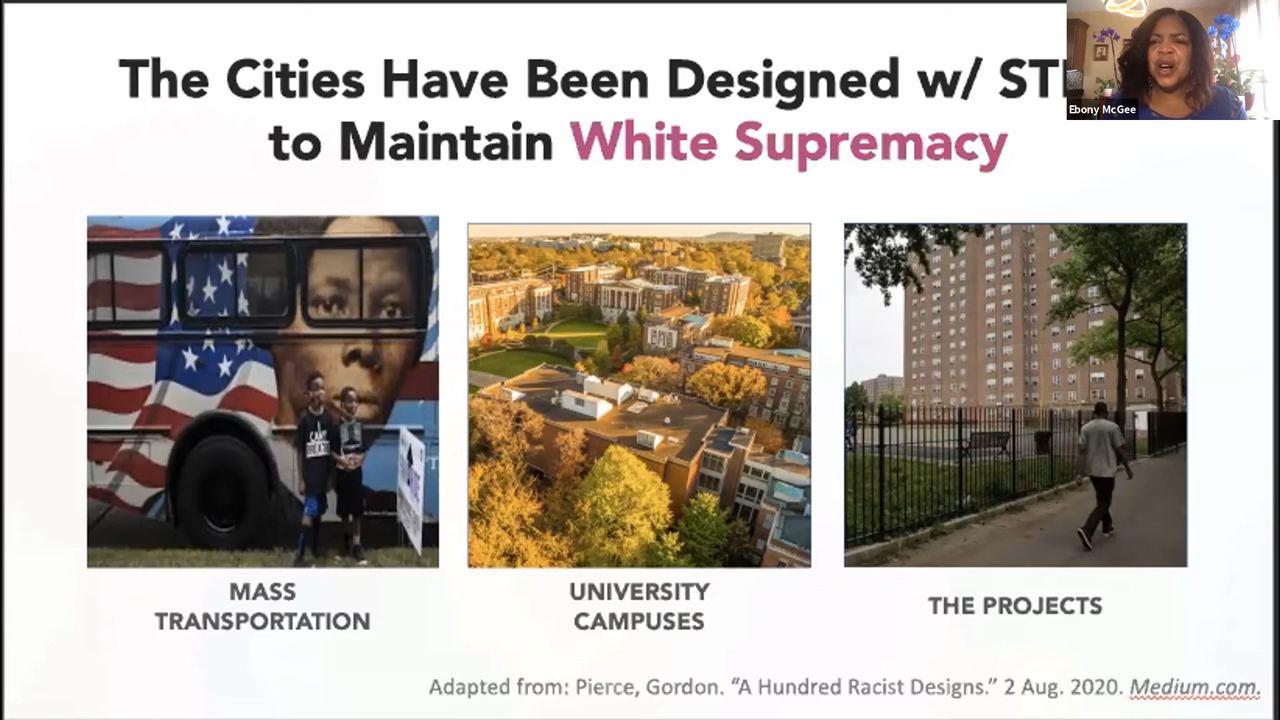 The Cities Have Been Designed w/
to Maintain White Supremacy
Ebony McGee
MASS
TRANSPORTATION
UNIVERSITY
CAMPUSES
THE PROJECTS
Adapted from: Pierce, Gordon. “A Hundred Racist Designs.” 2 Aug. 2020. Medium.com.